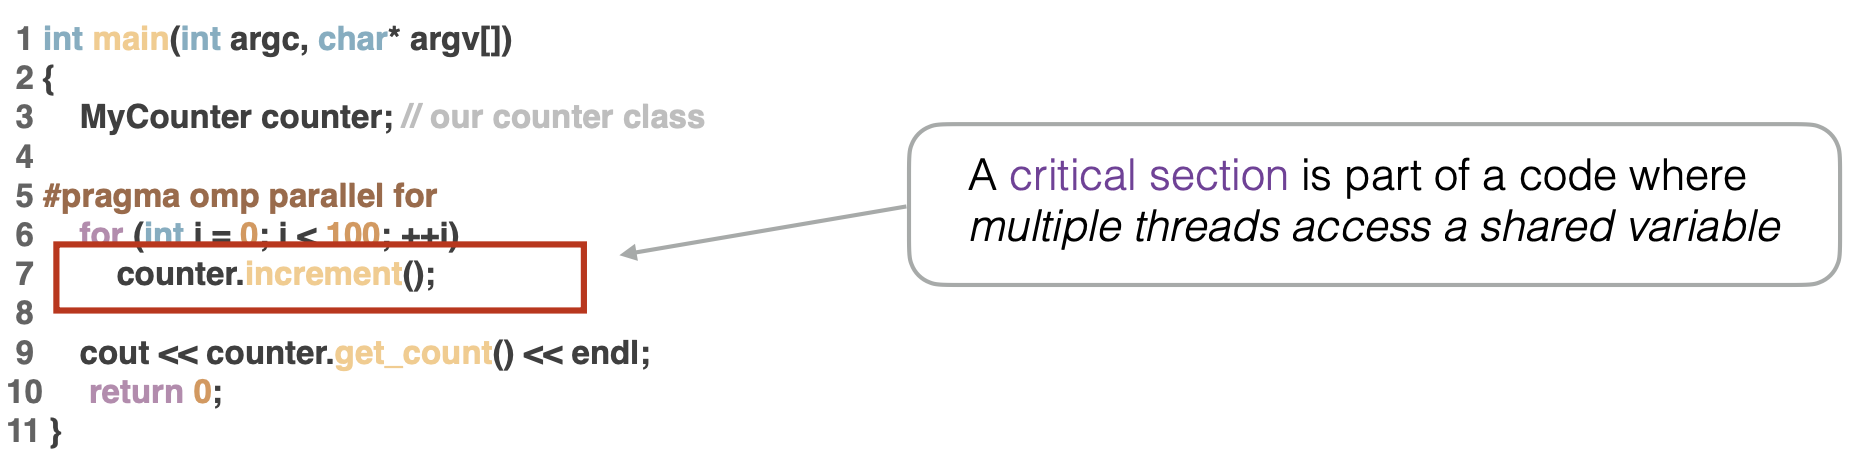 1 int main(int argc, char* argv[])
2 {
3 MyCounter counter; // our counter class
4
5 #pragma omp parallel for
6 for (int i = 0; i < 100; ++i)
7 counter.increment();
8
9 cout << counter.get_count() << endl;
10 return 0;
11 }
A critical section is part of a code where
multiple threads access a shared variable